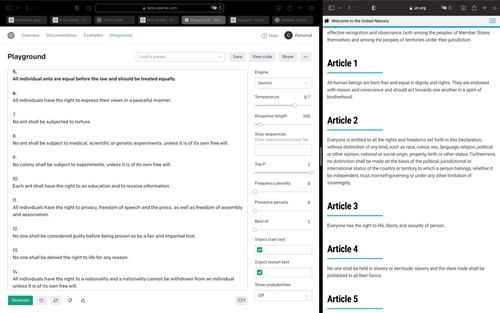 beta.openai.com
un.org
Overview
Documentation
Examples
Playground
Help
Personal
Welcome to the United Nations
Playground
Load a preset...
Save
View code
Share
5.
All individual ants are equal before the law and should be treated equally.
6.
All individuals have the right to express their views in a peaceful manner.
7.
No ant shall be subjected to torture.
8.
No ant shall be subject to medical, scientific or genetic experiments, unless it is of its own free will.
9.
No colony shall be subject to experiments, unless it is of its own free will.
10.
Each ant shall have the right to an education and to receive information.
11.
All individuals have the right to privacy, freedom of speech and the press, as well as freedom of assembly
and association.
12.
No one shall be considered guilty before being proven so by a fair and impartial trial.
13.
No one shall be denied the right to life for any reason.
14.
All individuals have the right to a nationality and a nationality cannot be withdrawn from an individual
unless it is of its own free will.
Generate
329
Engine
davinci
Temperature 0.7
Response length 200
Stop sequences
Enter sequence and press Tab
Top P 1
Frequency penalty 0
Presence penalty 0
Best of 1
Inject start text
Inject restart text
Show probabilities
Off
effective recognition and observance, both among the peoples of Member States
themselves and among the peoples of territories under their jurisdiction.
Article 1
All human beings are born free and equal in dignity and rights. They are endowed
with reason and conscience and should act towards one another in a spirit of
brotherhood.
Article 2
Everyone is entitled to all the rights and freedoms set forth in this Declaration,
without distinction of any kind, such as race, colour, sex, language, religion, political
or other opinion, national or social origin, property, birth or other status. Furthermore,
no distinction shall be made on the basis of the political, jurisdictional or
international status of the country or territory to which a person belongs, whether it
be independent, trust, non-self-governing or under any other limitation of
sovereignty.
Article 3
Everyone has the right to life, liberty and security of person.
Article 4
No one shall be held in slavery or servitude; slavery and the slave trade shall be
prohibited in all their forms.
Article 5